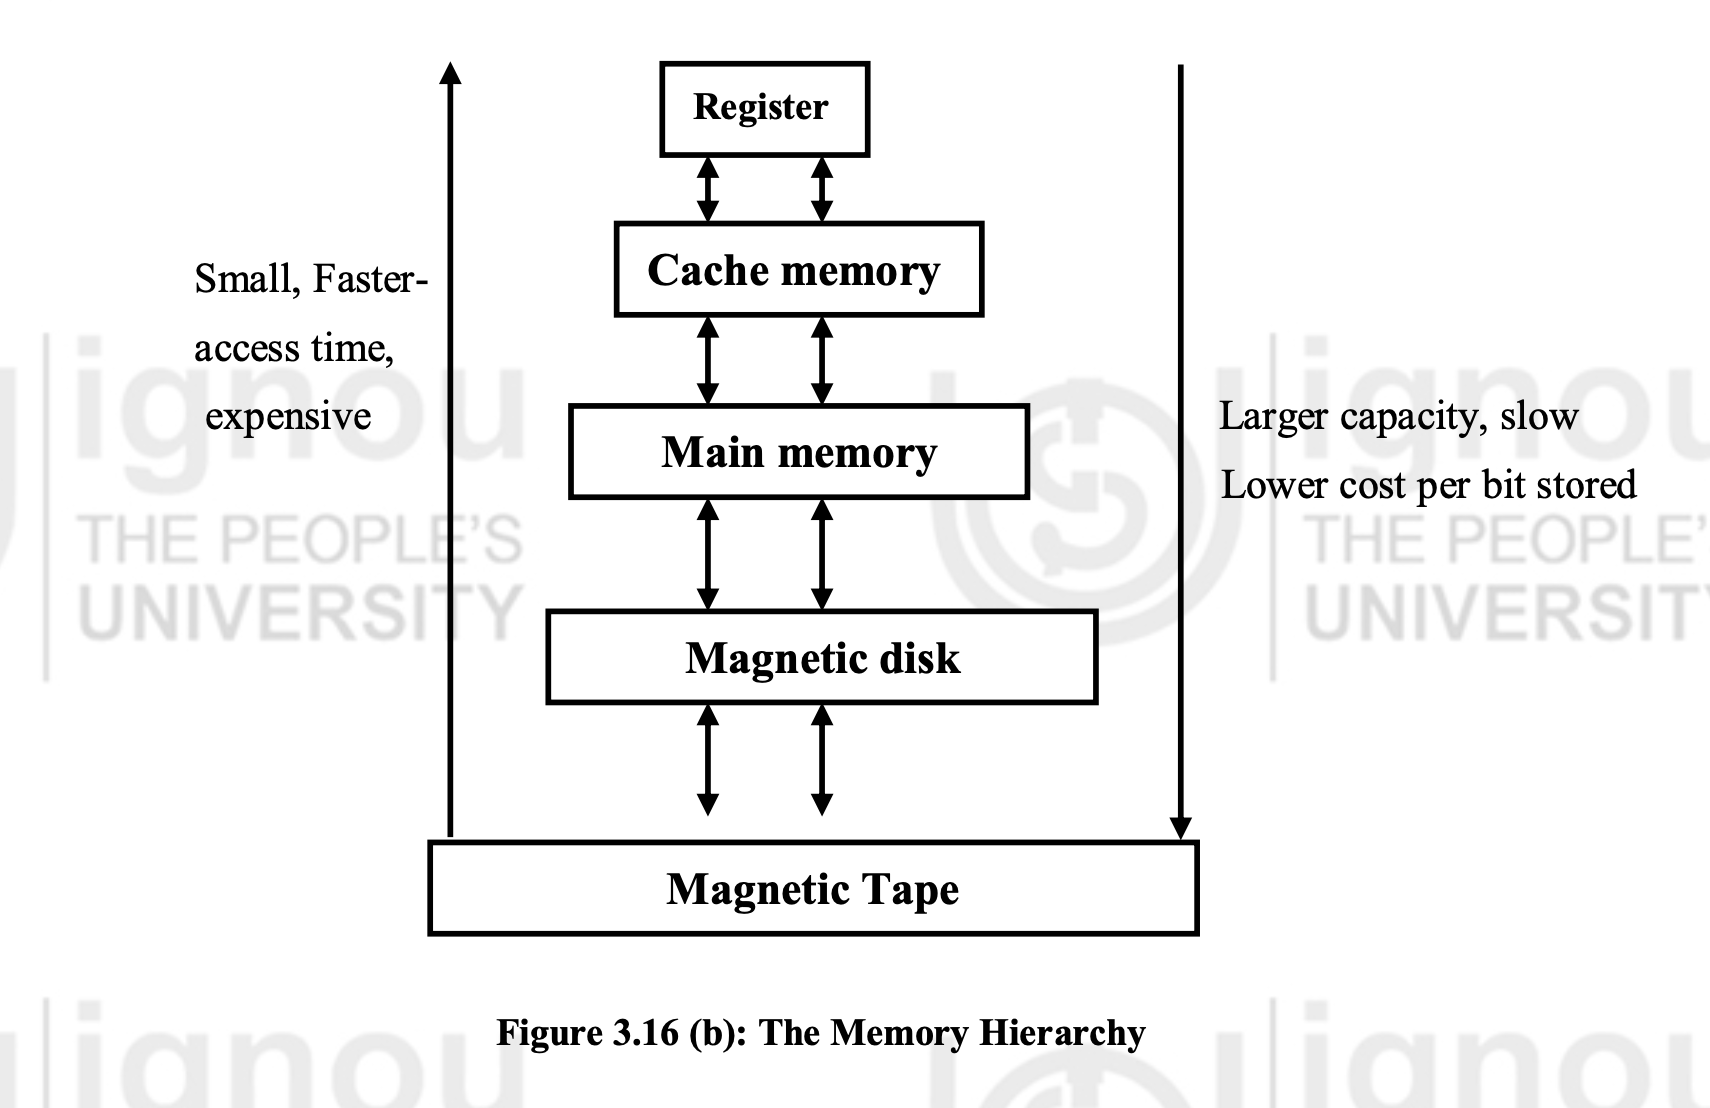 Register
Cache memory
Small, Faster-
access time,
expensive
Main memory
Larger capacity, slow
Lower cost per bit stored
Magnetic disk
Magnetic Tape
Figure 3.16 (b): The Memory Hierarchy
ignou
THE PEOPLE'S
UNIVERSITY
ignou
THE PEOPLE'
UNIVERSIT
ignou
ignou